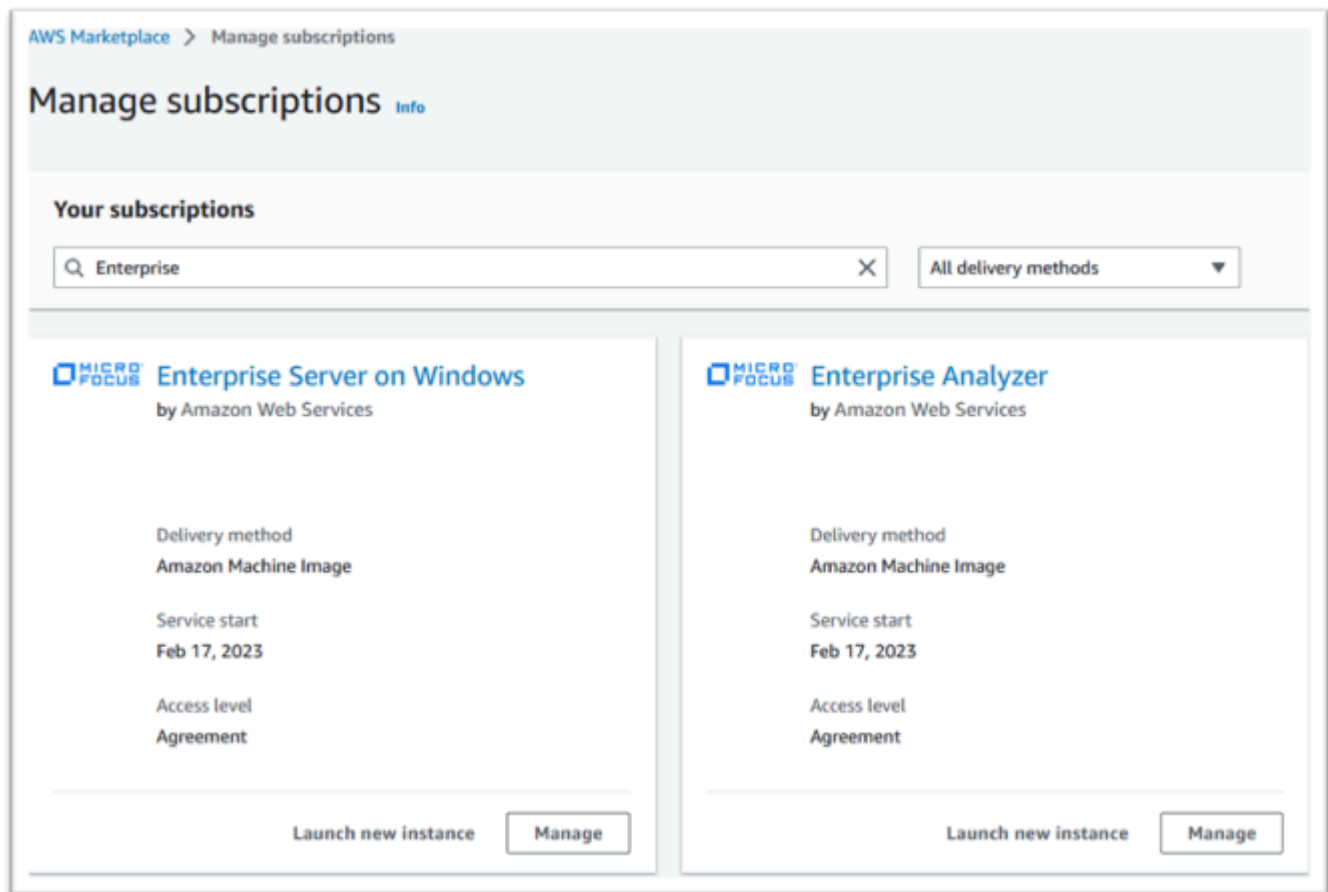 AWS Marketplace > Manage subscriptions
Manage subscriptions Info
Your subscriptions
Enterprise
All delivery methods
MICRO FOCUS
Enterprise Server on Windows
by Amazon Web Services
Delivery method
Amazon Machine Image
Service start
Feb 17, 2023
Access level
Agreement
Launch new instance
Manage
MICRO FOCUS
Enterprise Analyzer
by Amazon Web Services
Delivery method
Amazon Machine Image
Service start
Feb 17, 2023
Access level
Agreement
Launch new instance
Manage